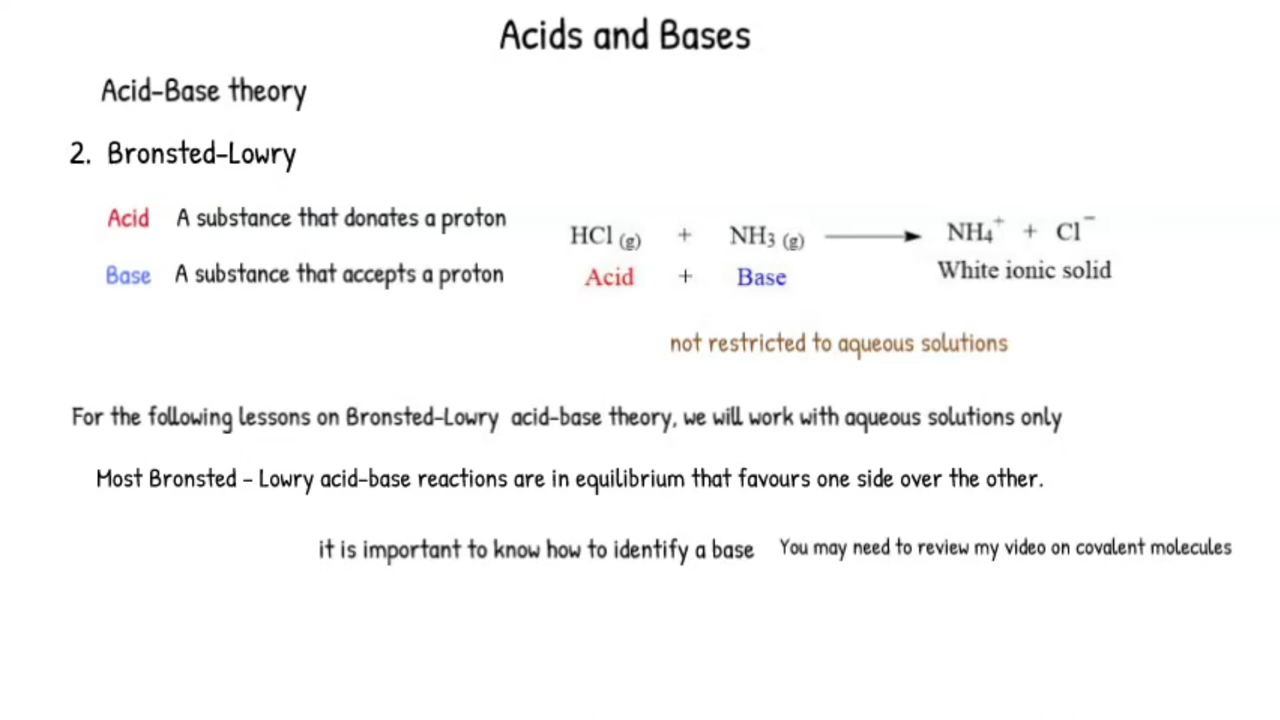 Acids and Bases
Acid-Base theory
2. Bronsted-Lowry
Acid A substance that donates a proton
Base A substance that accepts a proton
HCl (g) + NH₃ (g) ⟶ NH₄⁺ + Cl⁻
Acid + Base White ionic solid
not restricted to aqueous solutions
For the following lessons on Bronsted-Lowry acid-base theory, we will work with aqueous solutions only
Most Bronsted - Lowry acid-base reactions are in equilibrium that favours one side over the other.
it is important to know how to identify a base You may need to review my video on covalent molecules